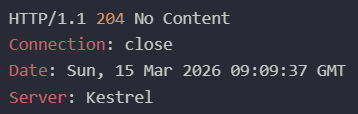 HTTP/1.1 204 No Content
Connection: close
Date: Sun, 15 Mar 2026 09:09:37 GMT
Server: Kestrel